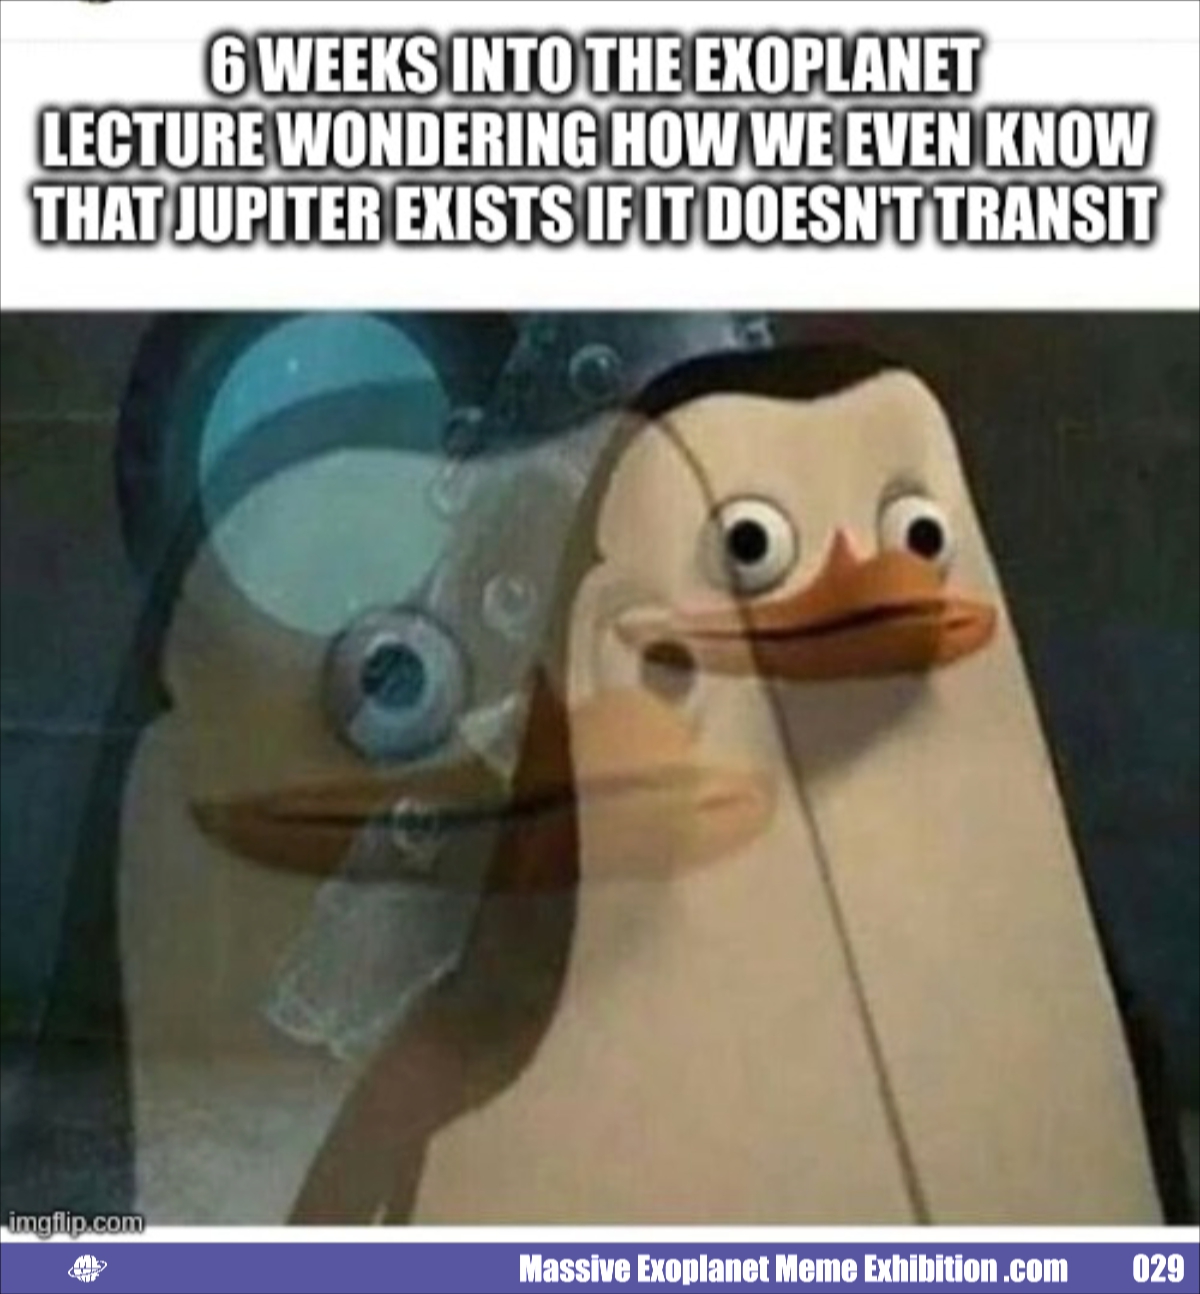 6 WEEKS INTO THE EXOPLANET
LECTURE WONDERING HOW WE EVEN KNOW
THAT JUPITER EXISTS IF IT DOESN'T TRANSIT
imgflip.com
Massive Exoplanet Meme Exhibition .com 029